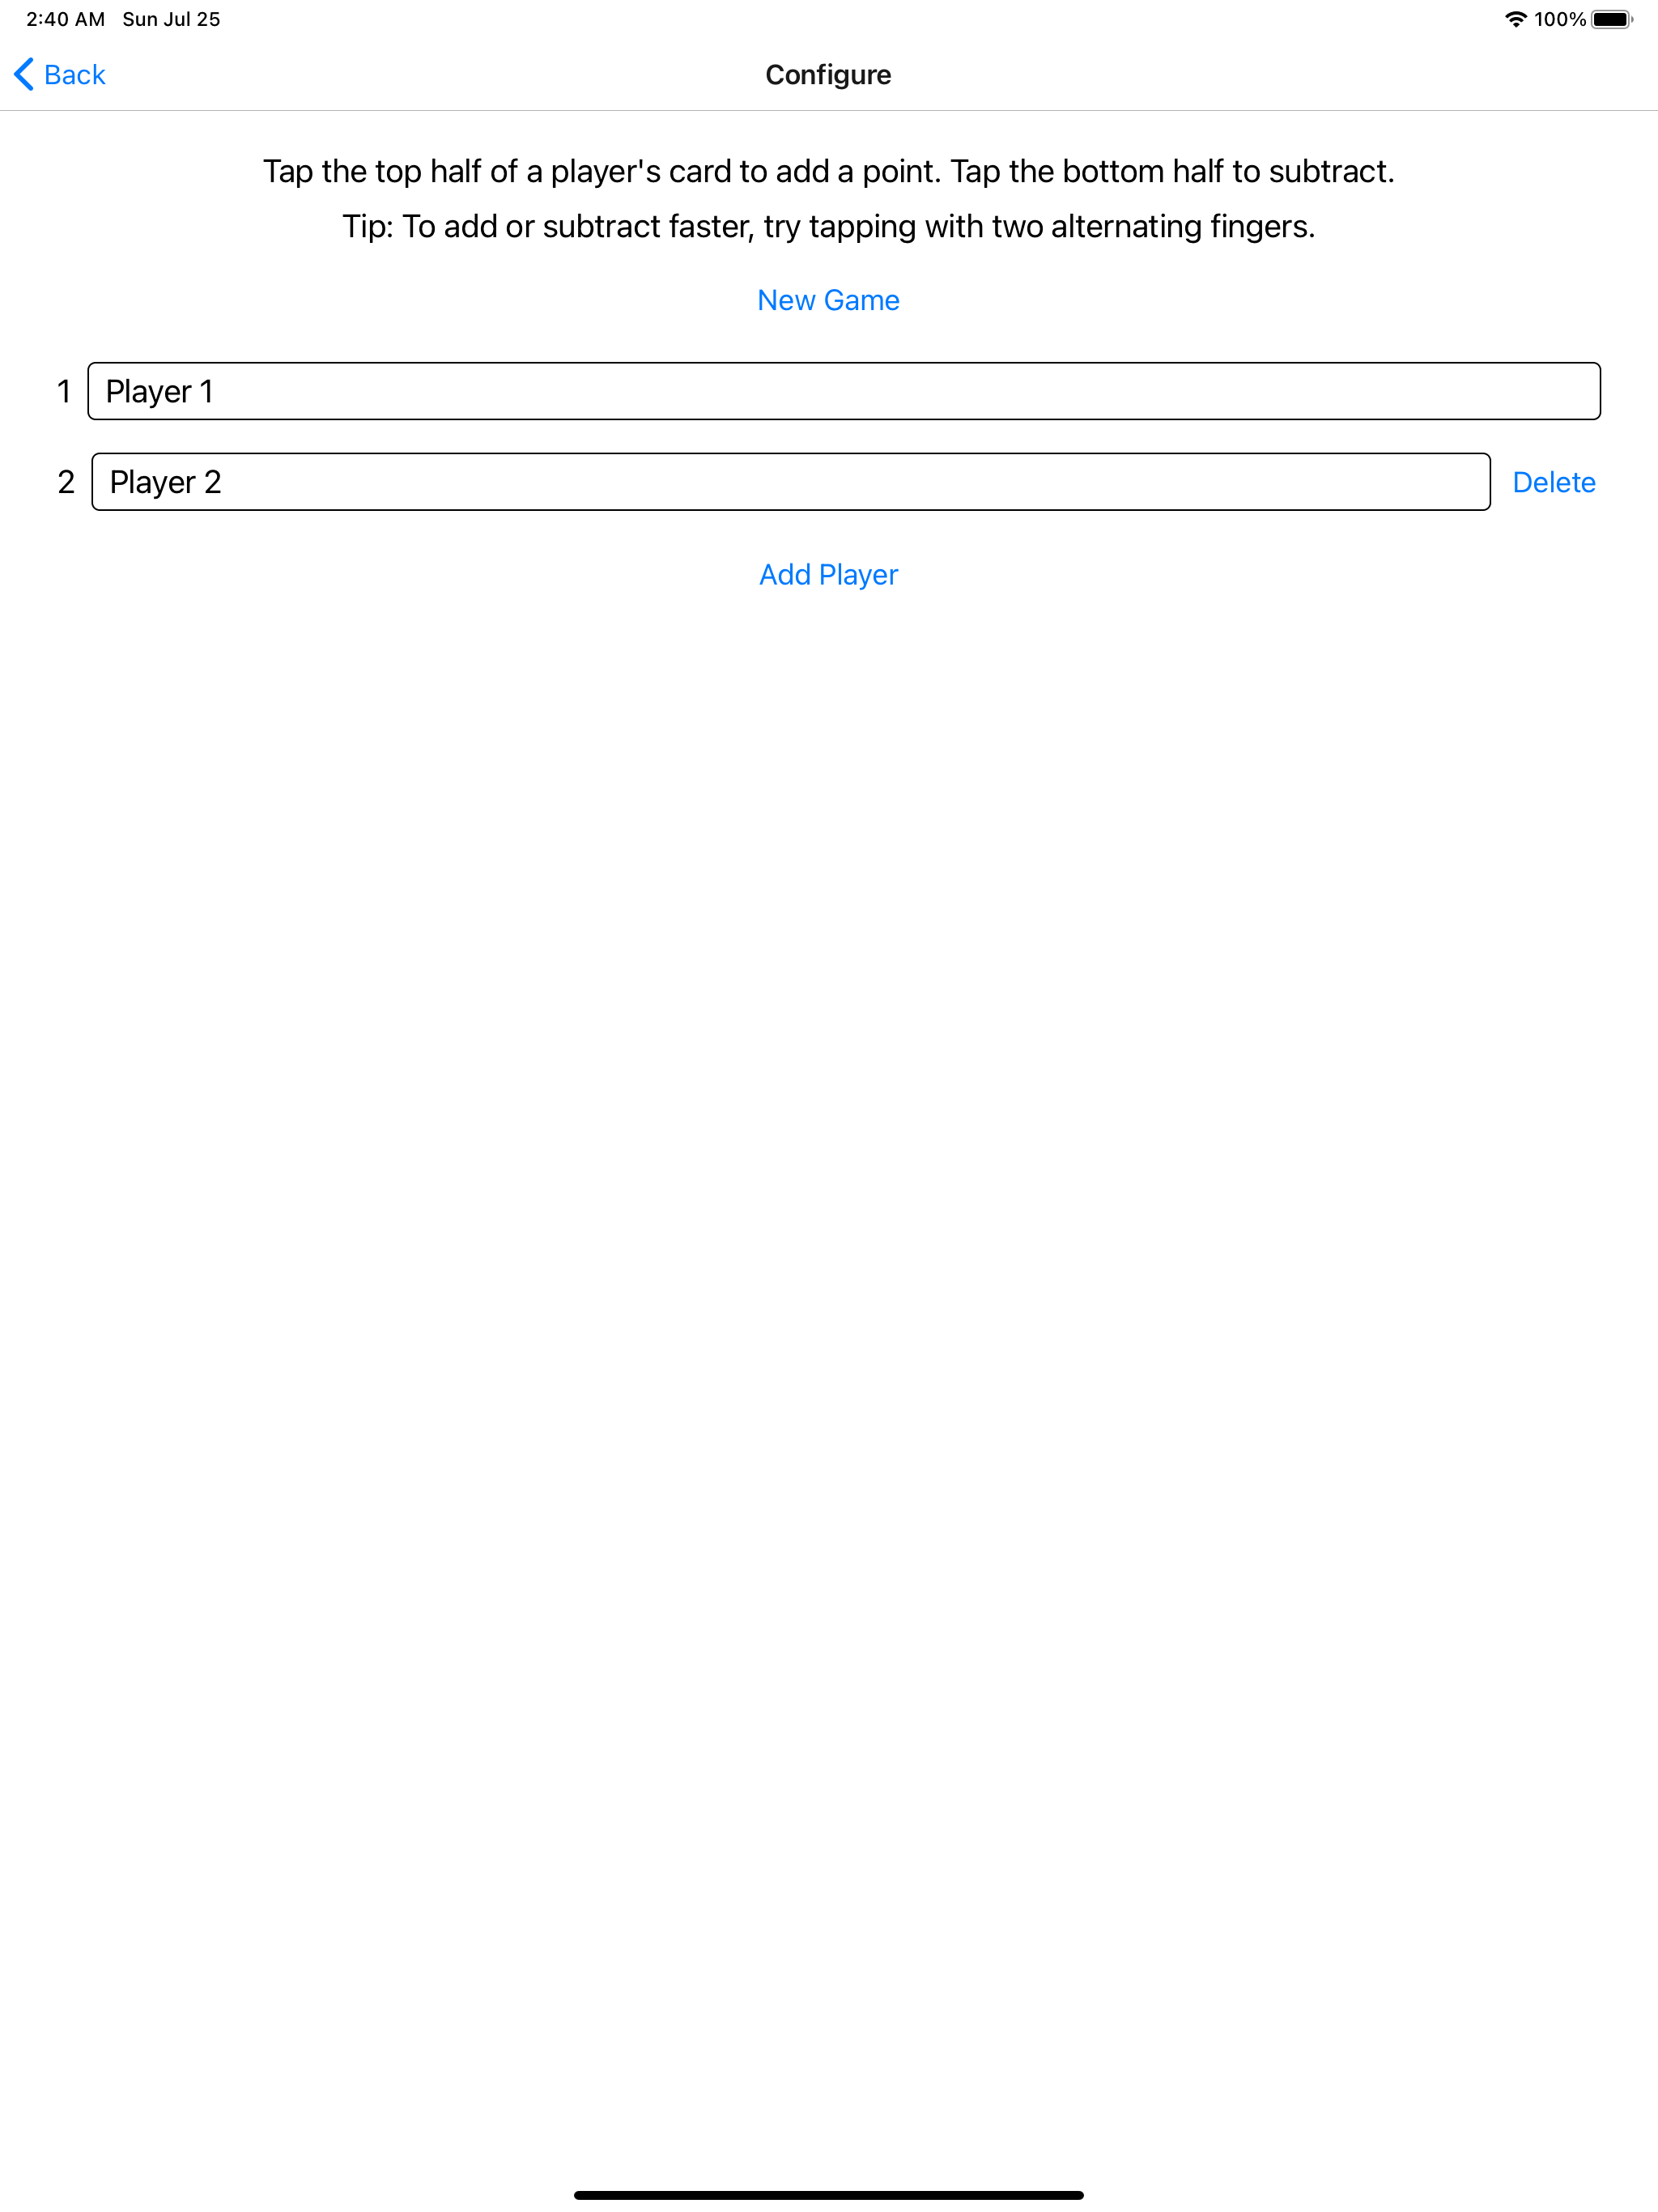 2:40 AM Sun Jul 25 100%
Back Configure
Tap the top half of a player's card to add a point. Tap the bottom half to subtract.
Tip: To add or subtract faster, try tapping with two alternating fingers.
New Game
1 Player 1
2 Player 2 Delete
Add Player